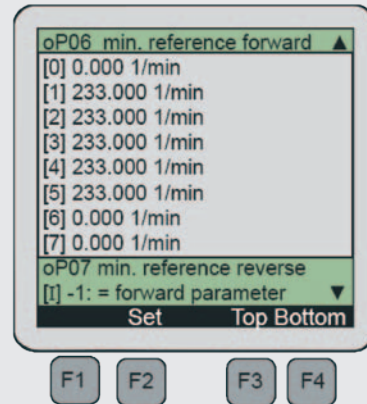 oP06 min. reference forward ▲
[0] 0.000 1/min
[1] 233.000 1/min
[2] 233.000 1/min
[3] 233.000 1/min
[4] 233.000 1/min
[5] 233.000 1/min
[6] 0.000 1/min
[7] 0.000 1/min
oP07 min. reference reverse
[I] -1: = forward parameter ▼
Set Top Bottom
F1 F2 F3 F4